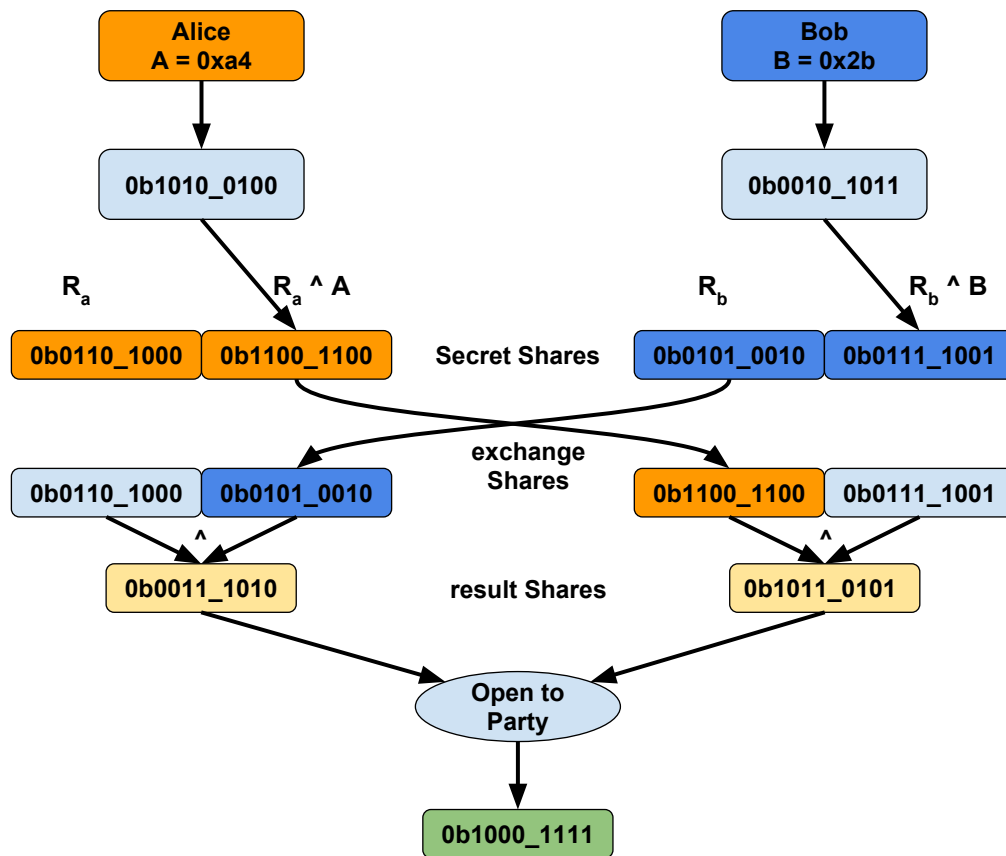 Alice
A = 0xa4
Bob
B = 0x2b
0b1010_0100
0b0010_1011
Ra
Ra ^ A
Rb
Rb ^ B
0b0110_1000
0b1100_1100
Secret Shares
0b0101_0010
0b0111_1001
exchange
Shares
0b0110_1000
0b0101_0010
0b1100_1100
0b0111_1001
^
^
0b0011_1010
result Shares
0b1011_0101
Open to
Party
0b1000_1111